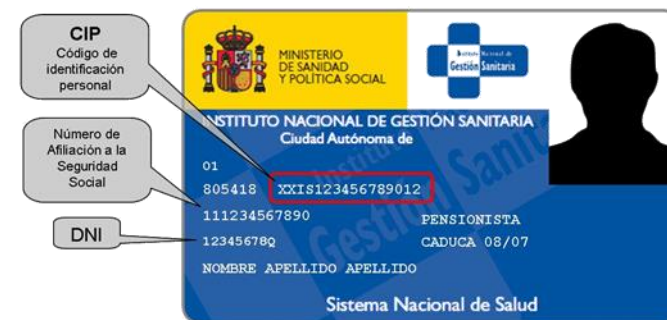 CIP
Código de
identificación
personal
Número de
Afiliación a la
Seguridad
Social
DNI
MINISTERIO
DE SANIDAD
Y POLÍTICA SOCIAL
Gestión Sanitaria
INSTITUTO NACIONAL DE GESTIÓN SANITARIA
Ciudad Autónoma de
01
805418 XXIS123456789012
111234567890
PENSIONISTA
12345678Q
CADUCA 08/07
NOMBRE APELLIDO APELLIDO
Sistema Nacional de Salud